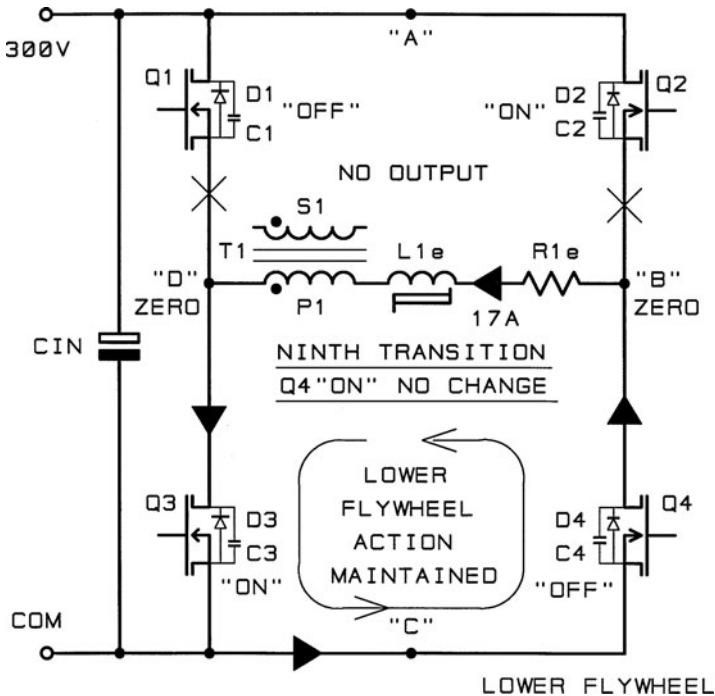 300V
"A"
Q1
D1
C1
"OFF"
"ON"
D2
C2
Q2
NO OUTPUT
S1
T1
L1e
R1e
"D"
ZERO
P1
17A
"B"
ZERO
CIN
NINTH TRANSITION
Q4"ON" NO CHANGE
Q3
D3
C3
"ON"
LOWER
FLYWHEEL
ACTION
MAINTAINED
D4
C4
"OFF"
Q4
COM
"C"
LOWER FLYWHEEL